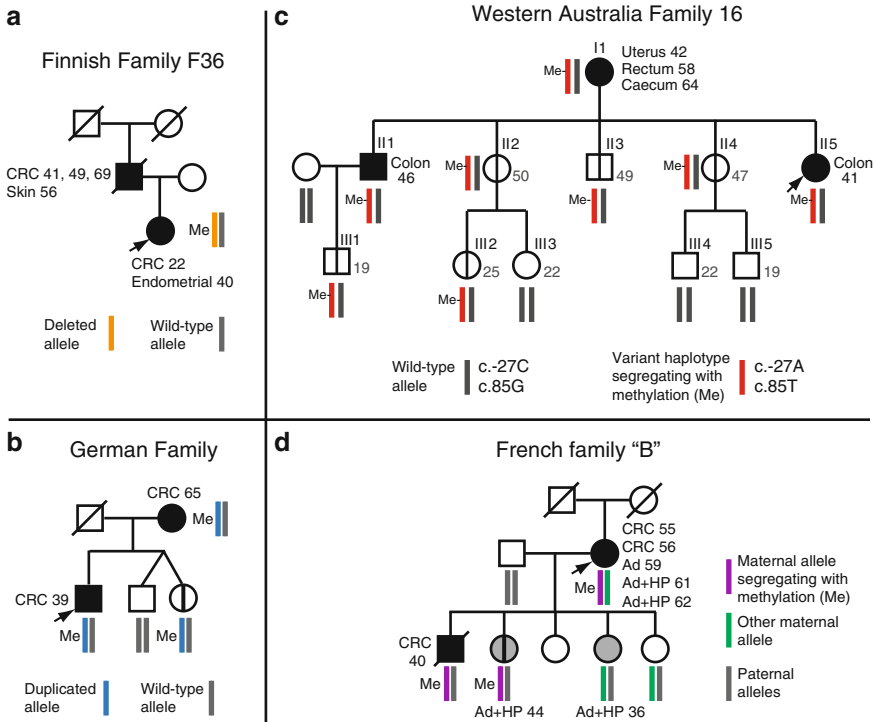 a
Finnish Family F36
CRC 41, 49, 69
Skin 56
Me
CRC 22
Endometrial 40
Deleted
allele
Wild-type
allele
b
German Family
CRC 65
Me
CRC 39
Me
Me
Duplicated
allele
Wild-type
allele
c
Western Australia Family 16
I1
Me-
Uterus 42
Rectum 58
Caecum 64
II1
Colon
46
Me-
II2
Me-
50
II3
49
Me-
II4
Me-
47
II5
Colon
41
Me-
III1
19
Me-
III2
25
Me-
III3
22
III4
22
III5
19
Wild-type
allele
c.-27C
c.85G
Variant haplotype
segregating with
methylation (Me)
c.-27A
c.85T
d
French family “B”
CRC 55
CRC 56
Ad 59
Ad+HP 61
Ad+HP 62
Me
CRC
40
Me
Me
Ad+HP 44
Ad+HP 36
Maternal allele
segregating with
methylation (Me)
Other maternal
allele
Paternal
alleles